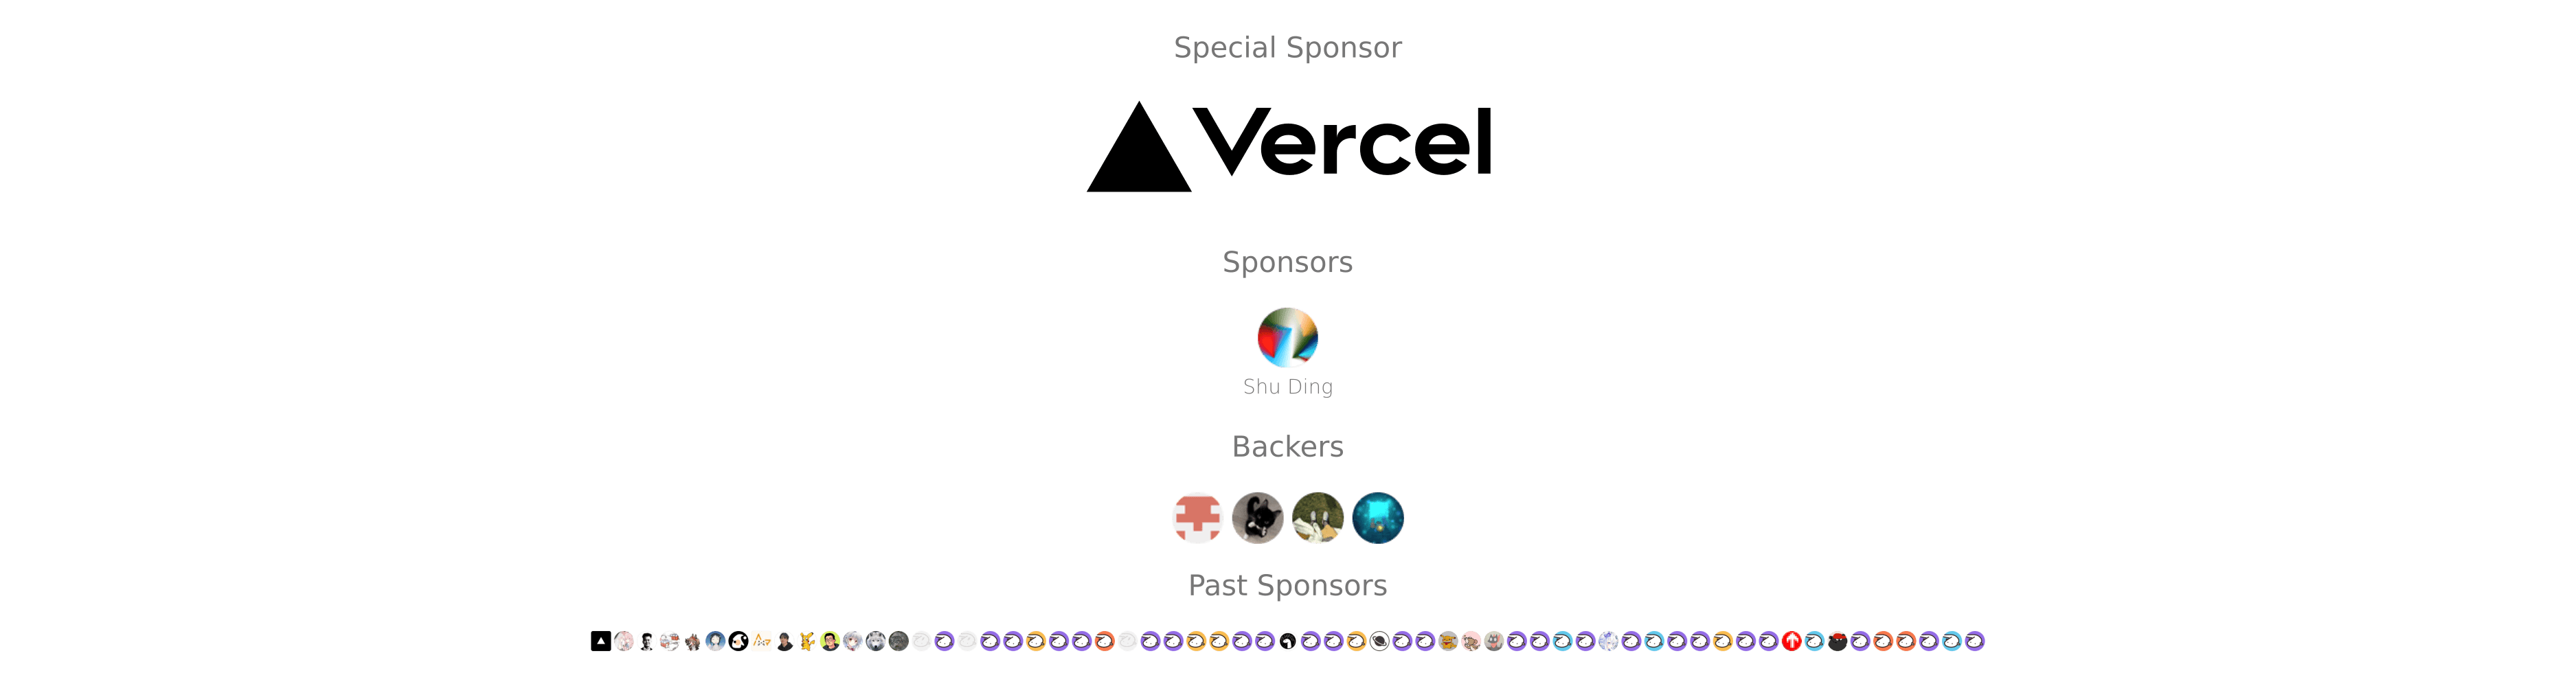 Special Sponsor
Vercel
Sponsors
Shu Ding
Backers
Past Sponsors